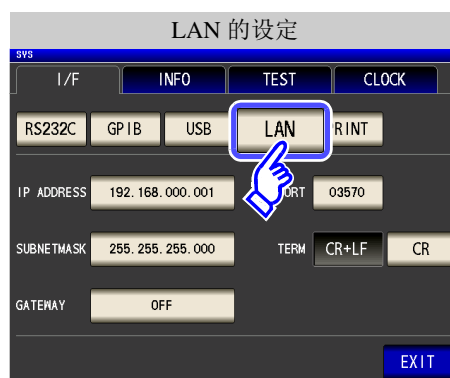 LAN 的设定
SYS
I/F INFO TEST CLOCK
RS232C GPIB USB LAN RINT
IP ADDRESS 192.168.000.001 ORT 03570
SUBNETMASK 255.255.255.000 TERM CR+LF CR
GATEWAY OFF
EXIT